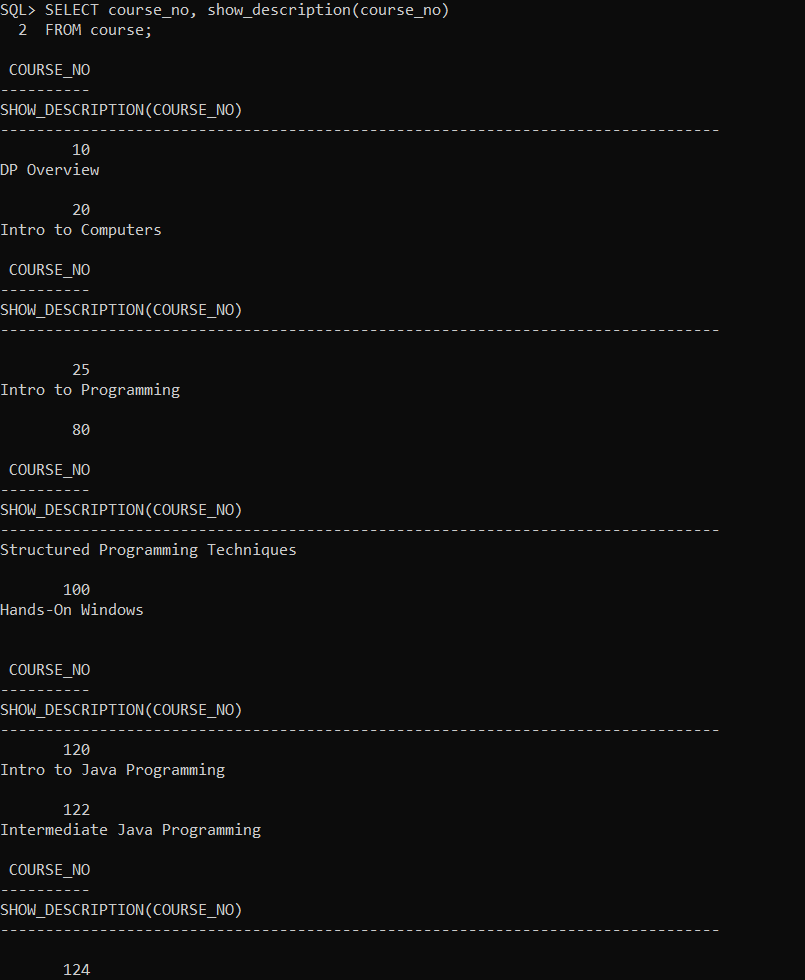 SQL> SELECT course_no, show_description(course_no)
  2  FROM course;

 COURSE_NO
----------
SHOW_DESCRIPTION(COURSE_NO)
--------------------------------------------------------------------------------
        10
DP Overview

        20
Intro to Computers

 COURSE_NO
----------
SHOW_DESCRIPTION(COURSE_NO)
--------------------------------------------------------------------------------

        25
Intro to Programming

        80

 COURSE_NO
----------
SHOW_DESCRIPTION(COURSE_NO)
--------------------------------------------------------------------------------
Structured Programming Techniques

       100
Hands-On Windows


 COURSE_NO
----------
SHOW_DESCRIPTION(COURSE_NO)
--------------------------------------------------------------------------------
       120
Intro to Java Programming

       122
Intermediate Java Programming

 COURSE_NO
----------
SHOW_DESCRIPTION(COURSE_NO)
--------------------------------------------------------------------------------

       124